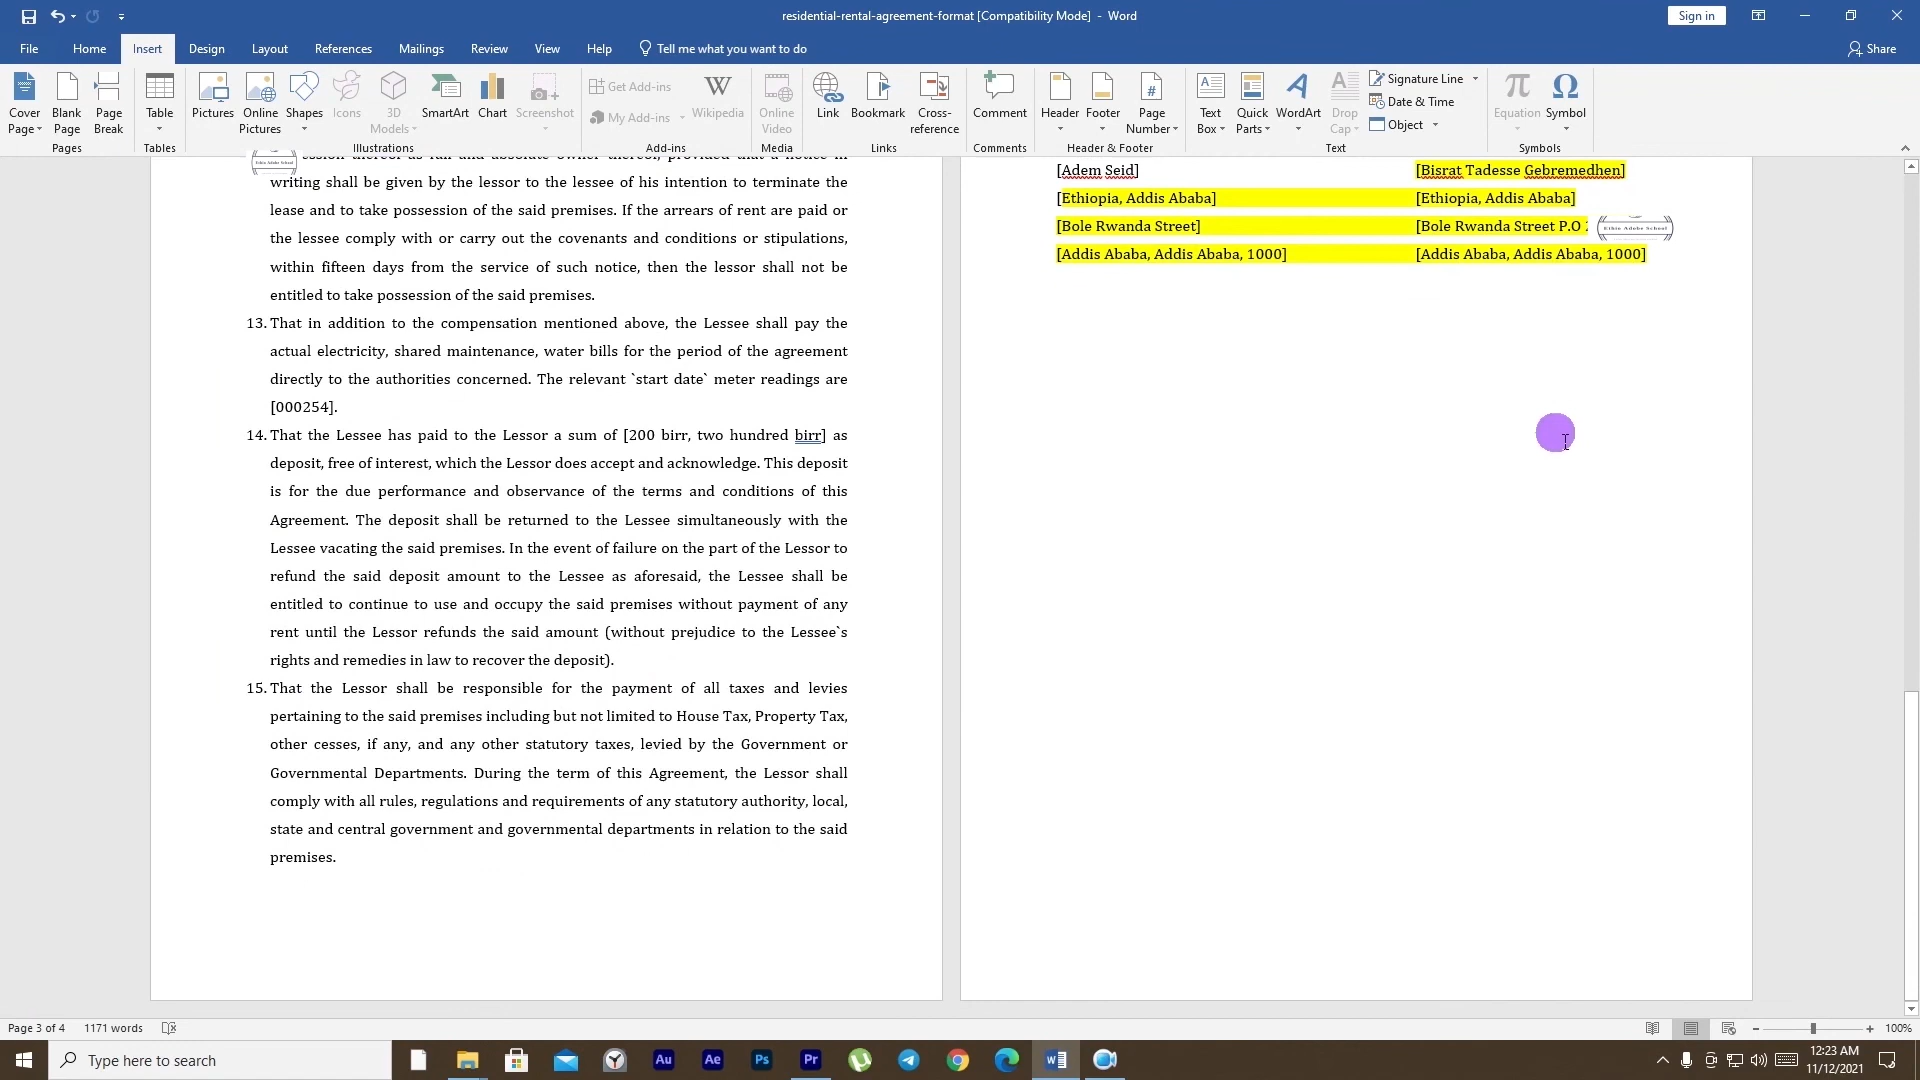 residential-rental-agreement-format [Compatibility Mode] - Word
Sign in
File Home Insert Design Layout References Mailings Review View Help Tell me what you want to do Share
Cover Page
Blank Page
Page Break
Pages
Table
Tables
Pictures
Online Pictures
Shapes
Icons
3D Models
SmartArt
Chart
Screenshot
Illustrations
Get Add-ins
My Add-ins
Wikipedia
Add-ins
Online Video
Media
Link
Bookmark
Cross-reference
Links
Comment
Comments
Header
Footer
Page Number
Header & Footer
Text Box
Quick Parts
WordArt
Drop Cap
Signature Line
Date & Time
Object
Text
Equation
Symbol
Symbols
thereof as full and absolute owner thereof, provided that a notice in
writing shall be given by the lessor to the lessee of his intention to terminate the
lease and to take possession of the said premises. If the arrears of rent are paid or
the lessee comply with or carry out the covenants and conditions or stipulations,
within fifteen days from the service of such notice, then the lessor shall not be
entitled to take possession of the said premises.
13. That in addition to the compensation mentioned above, the Lessee shall pay the
actual electricity, shared maintenance, water bills for the period of the agreement
directly to the authorities concerned. The relevant `start date` meter readings are
[000254].
14. That the Lessee has paid to the Lessor a sum of [200 birr, two hundred birr] as
deposit, free of interest, which the Lessor does accept and acknowledge. This deposit
is for the due performance and observance of the terms and conditions of this
Agreement. The deposit shall be returned to the Lessee simultaneously with the
Lessee vacating the said premises. In the event of failure on the part of the Lessor to
refund the said deposit amount to the Lessee as aforesaid, the Lessee shall be
entitled to continue to use and occupy the said premises without payment of any
rent until the Lessor refunds the said amount (without prejudice to the Lessee`s
rights and remedies in law to recover the deposit).
15. That the Lessor shall be responsible for the payment of all taxes and levies
pertaining to the said premises including but not limited to House Tax, Property Tax,
other cesses, if any, and any other statutory taxes, levied by the Government or
Governmental Departments. During the term of this Agreement, the Lessor shall
comply with all rules, regulations and requirements of any statutory authority, local,
state and central government and governmental departments in relation to the said
premises.
[Adem Seid] [Bisrat Tadesse Gebremedhen]
[Ethiopia, Addis Ababa] [Ethiopia, Addis Ababa]
[Bole Rwanda Street] [Bole Rwanda Street P.O
Ethio Adobe School
[Addis Ababa, Addis Ababa, 1000] [Addis Ababa, Addis Ababa, 1000]
Page 3 of 4 1171 words
100%
Type here to search
Au Ae Ps Pr
12:23 AM
11/12/2021